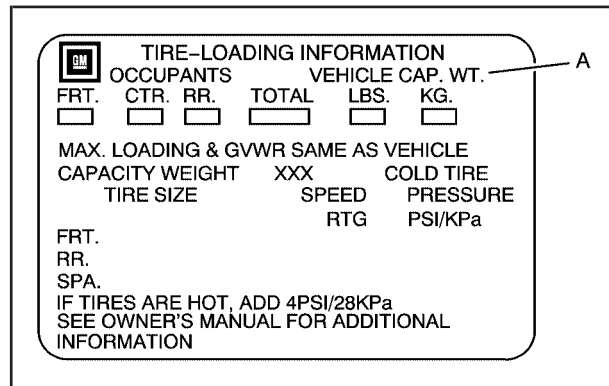 GM TIRE–LOADING INFORMATION
OCCUPANTS VEHICLE CAP. WT. A
FRT. CTR. RR. TOTAL LBS. KG.
MAX. LOADING & GVWR SAME AS VEHICLE
CAPACITY WEIGHT XXX COLD TIRE
TIRE SIZE SPEED PRESSURE
RTG PSI/KPa
FRT.
RR.
SPA.
IF TIRES ARE HOT, ADD 4PSI/28KPa
SEE OWNER'S MANUAL FOR ADDITIONAL
INFORMATION